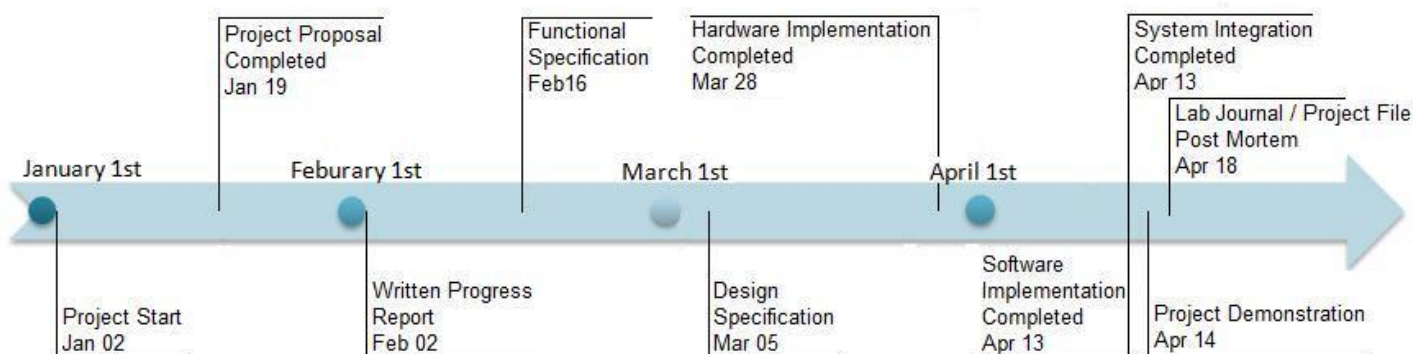 Project Proposal
Completed
Jan 19
Functional
Specification
Feb16
Hardware Implementation
Completed
Mar 28
System Integration
Completed
Apr 13
Lab Journal / Project File
Post Mortem
Apr 18
January 1st
Feburary 1st
March 1st
April 1st
Project Start
Jan 02
Written Progress
Report
Feb 02
Design
Specification
Mar 05
Software
Implementation
Completed
Apr 13
Project Demonstration
Apr 14